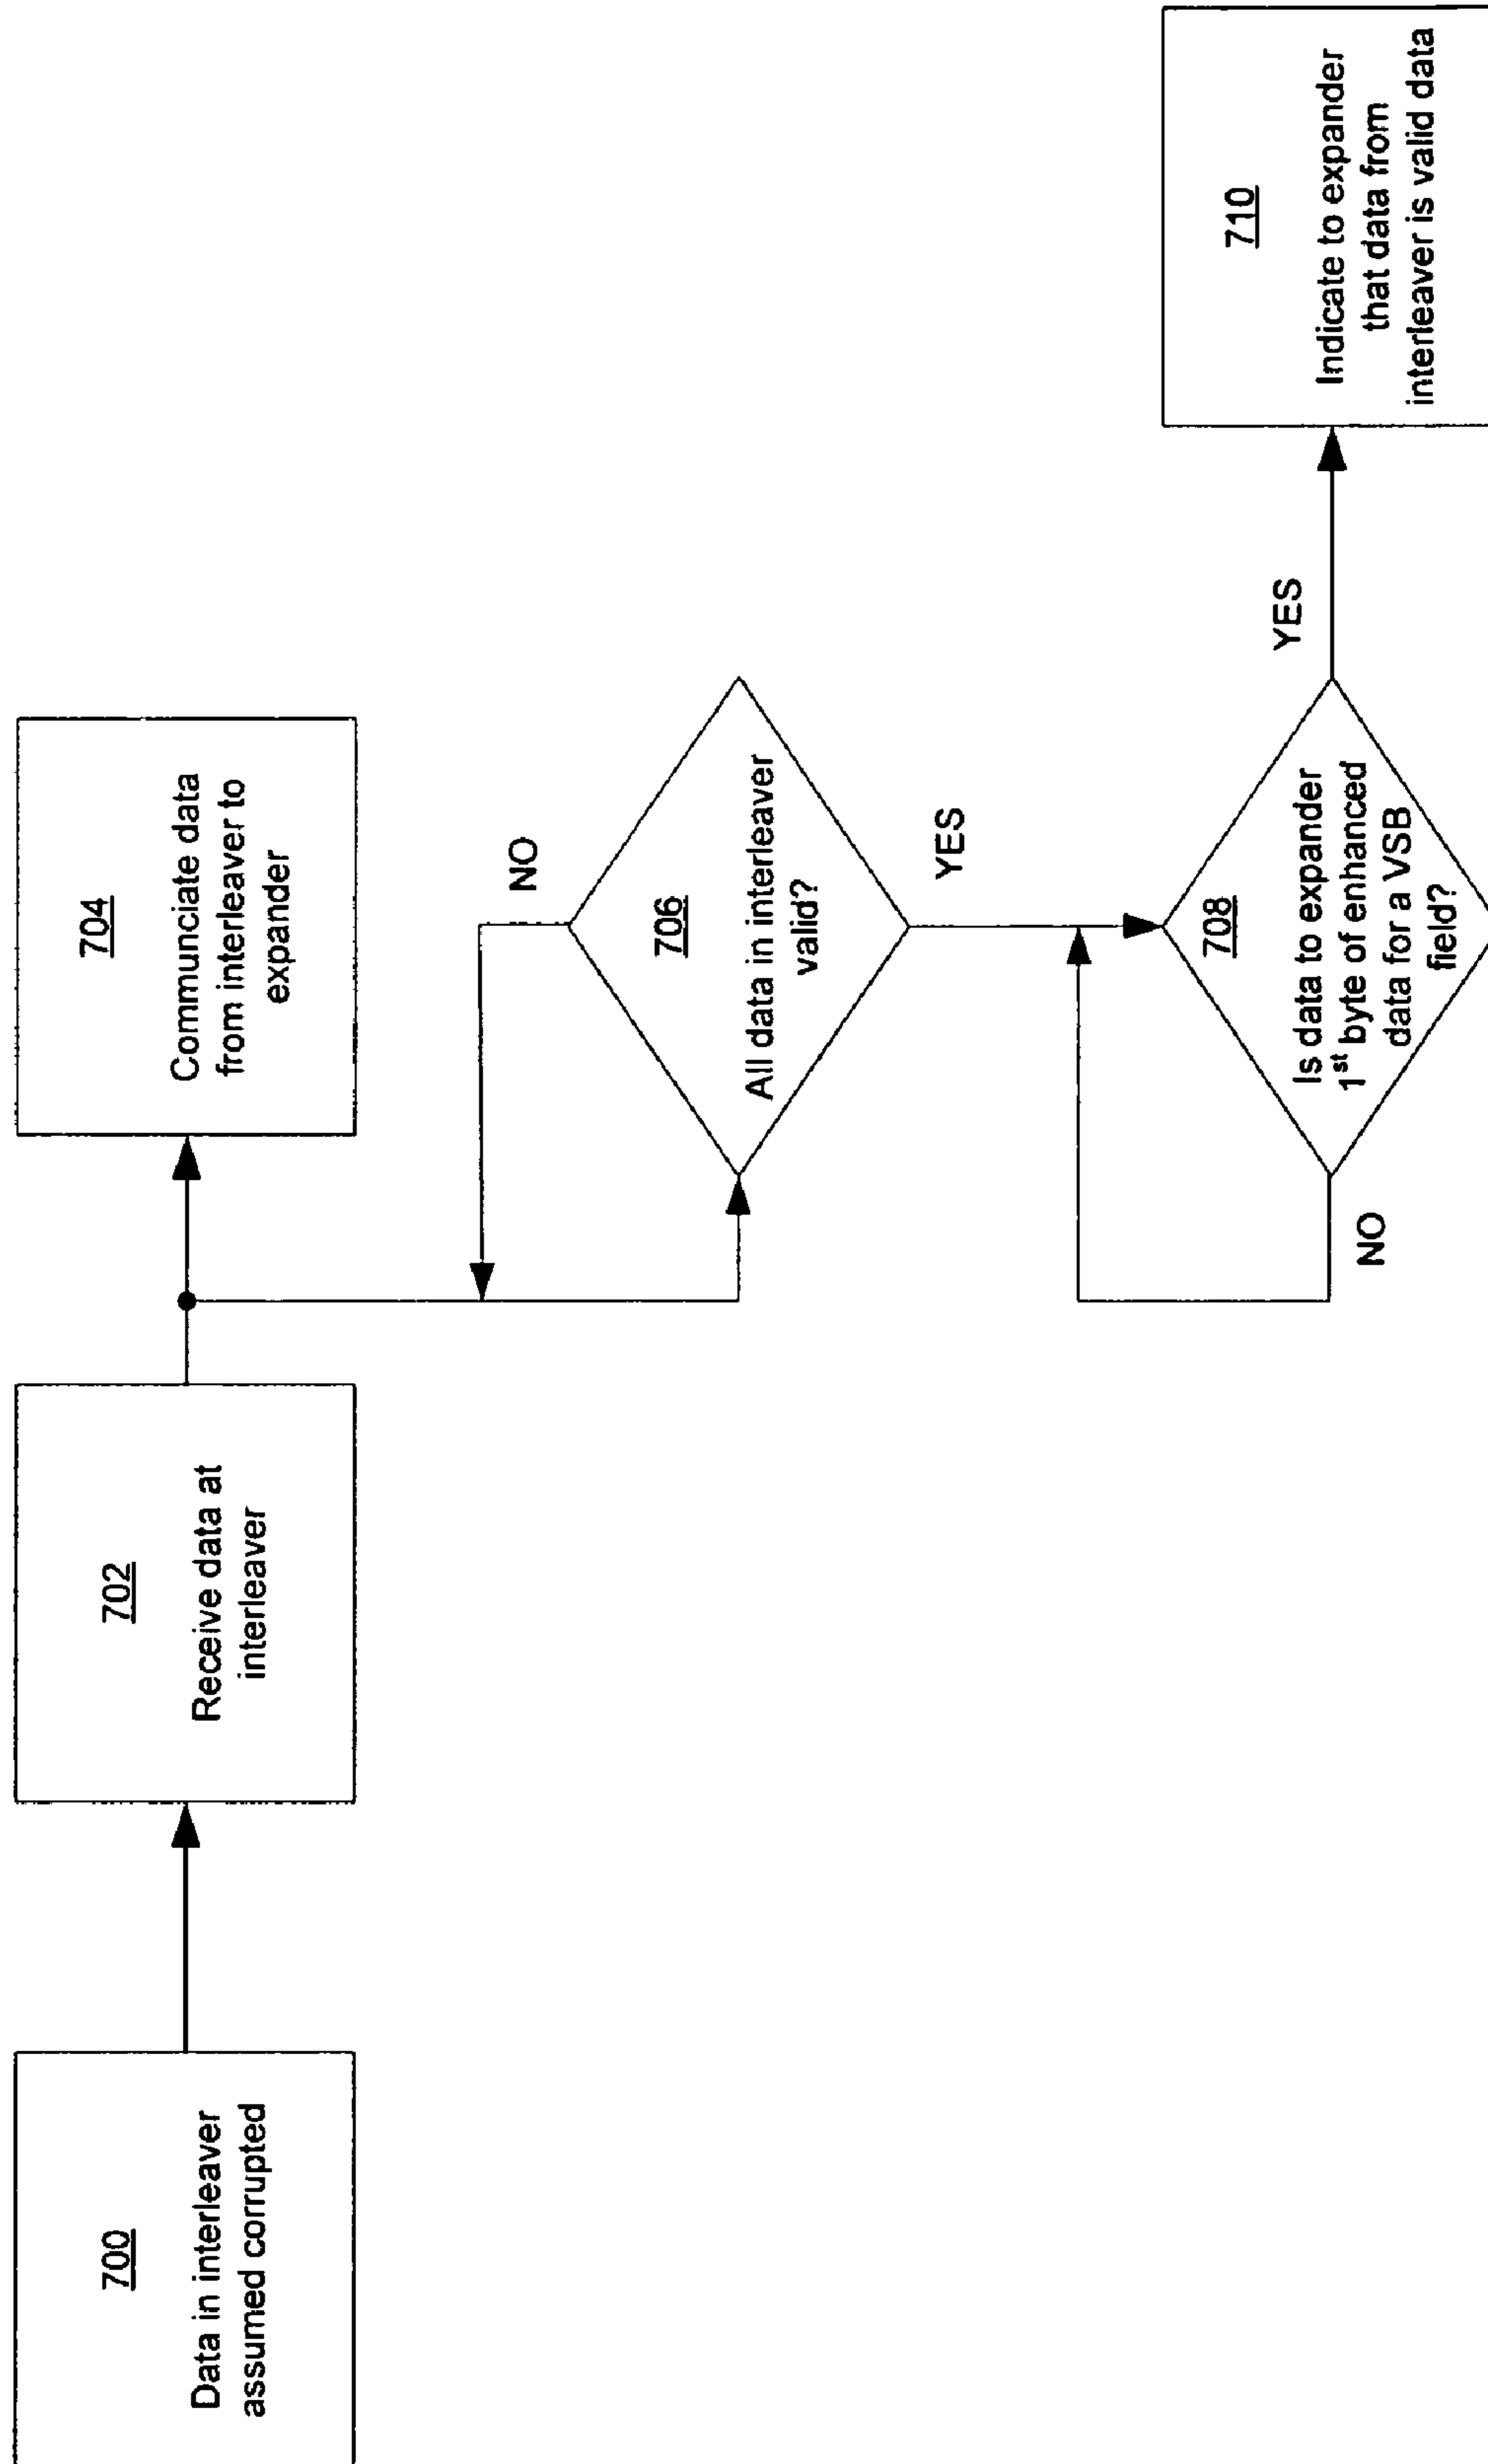 700
Data in interleaver
assumed corrupted
702
Receive data at
interleaver
704
Communciate data
from interleaver to
expander
NO
706
All data in interleaver
valid?
YES
708
Is data to expander
1st byte of enhanced
data for a VSB
field?
NO
YES
710
Indicate to expander
that data from
interleaver is valid data